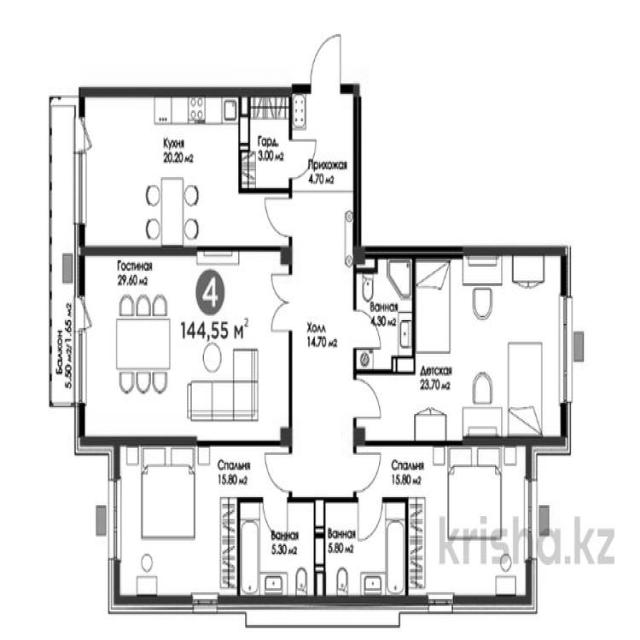 Кухня
20.20 м2
Гард.
3.00 м2
Прихожая
4.70 м2
Гостиная
29.60 м2
4
144,55 м2
Балкон
5.50 м2/1.65 м2
Холл
14.70 м2
Ванная
4.30 м2
Детская
23.70 м2
Спальня
15.80 м2
Спальня
15.80 м2
Ванная
5.30 м2
Ванная
5.80 м2
krisha.kz